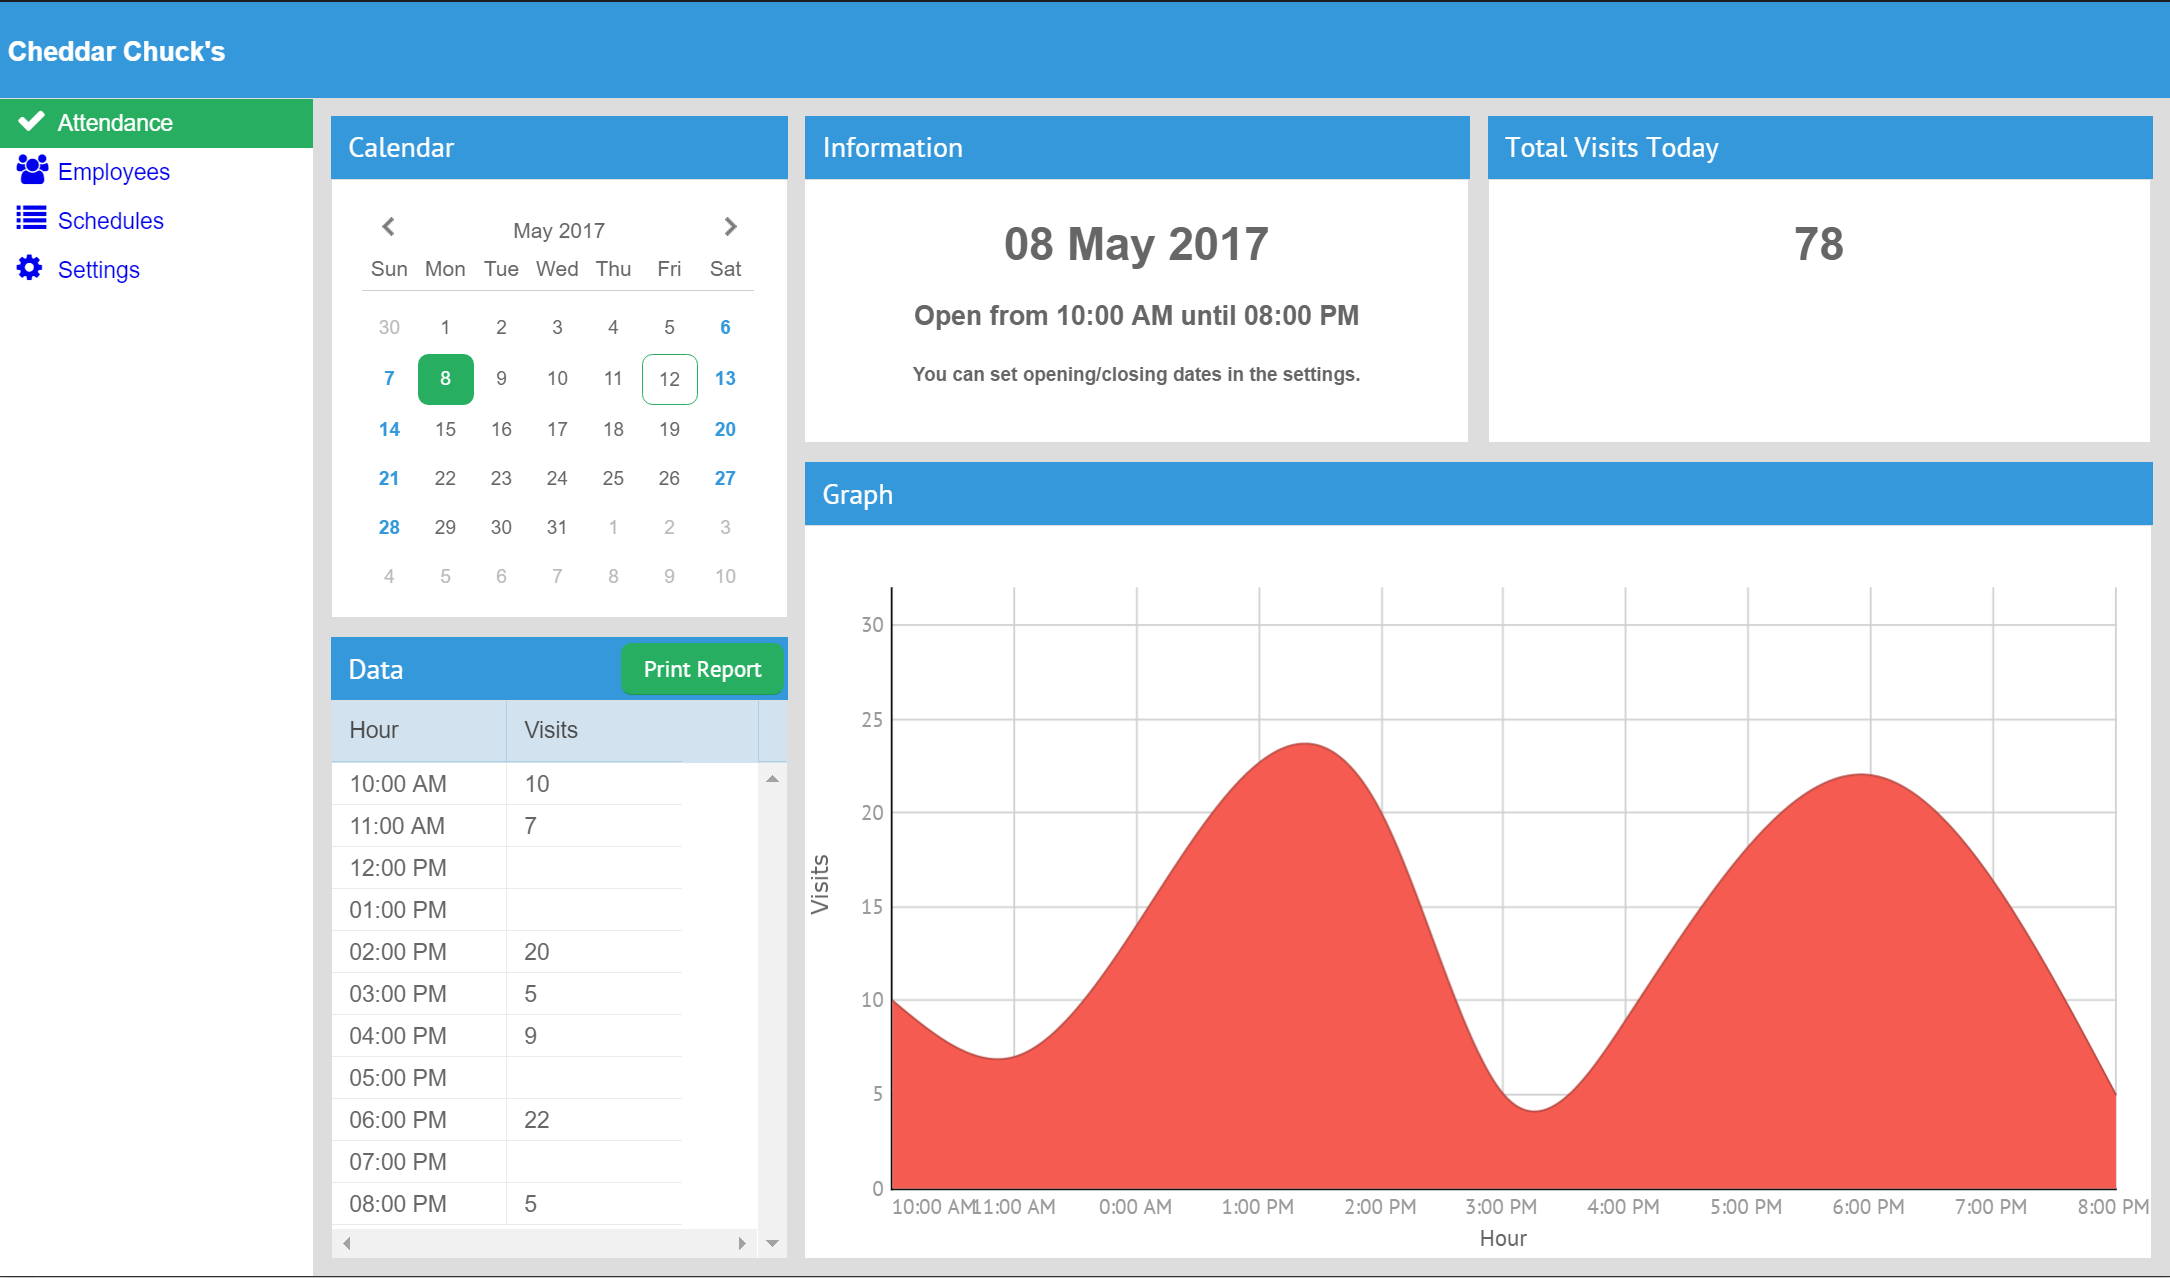 Cheddar Chuck's
Attendance
Employees
Schedules
Settings
Calendar
May 2017
Sun Mon Tue Wed Thu Fri Sat
30 1 2 3 4 5 6
7 8 9 10 11 12 13
14 15 16 17 18 19 20
21 22 23 24 25 26 27
28 29 30 31 1 2 3
4 5 6 7 8 9 10
Data
Print Report
Hour Visits
10:00 AM 10
11:00 AM 7
12:00 PM
01:00 PM
02:00 PM 20
03:00 PM 5
04:00 PM 9
05:00 PM
06:00 PM 22
07:00 PM
08:00 PM 5
Information
08 May 2017
Open from 10:00 AM until 08:00 PM
You can set opening/closing dates in the settings.
Total Visits Today
78
Graph
30
25
20
15
10
5
0
Visits
10:00 AM 11:00 AM 0:00 AM 1:00 PM 2:00 PM 3:00 PM 4:00 PM 5:00 PM 6:00 PM 7:00 PM 8:00 PM
Hour